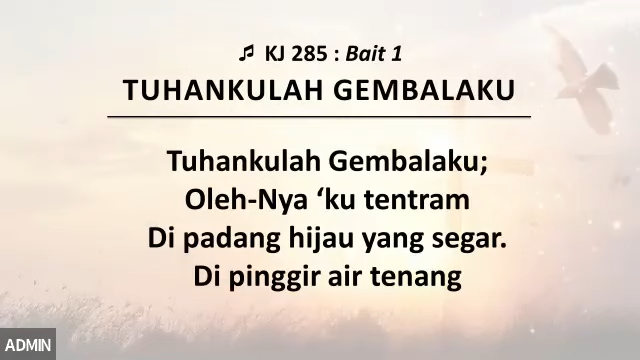 ♫ KJ 285 : Bait 1
TUHANKULAH GEMBALAKU
Tuhankulah Gembalaku;
Oleh-Nya ‘ku tentram
Di padang hijau yang segar.
Di pinggir air tenang
ADMIN